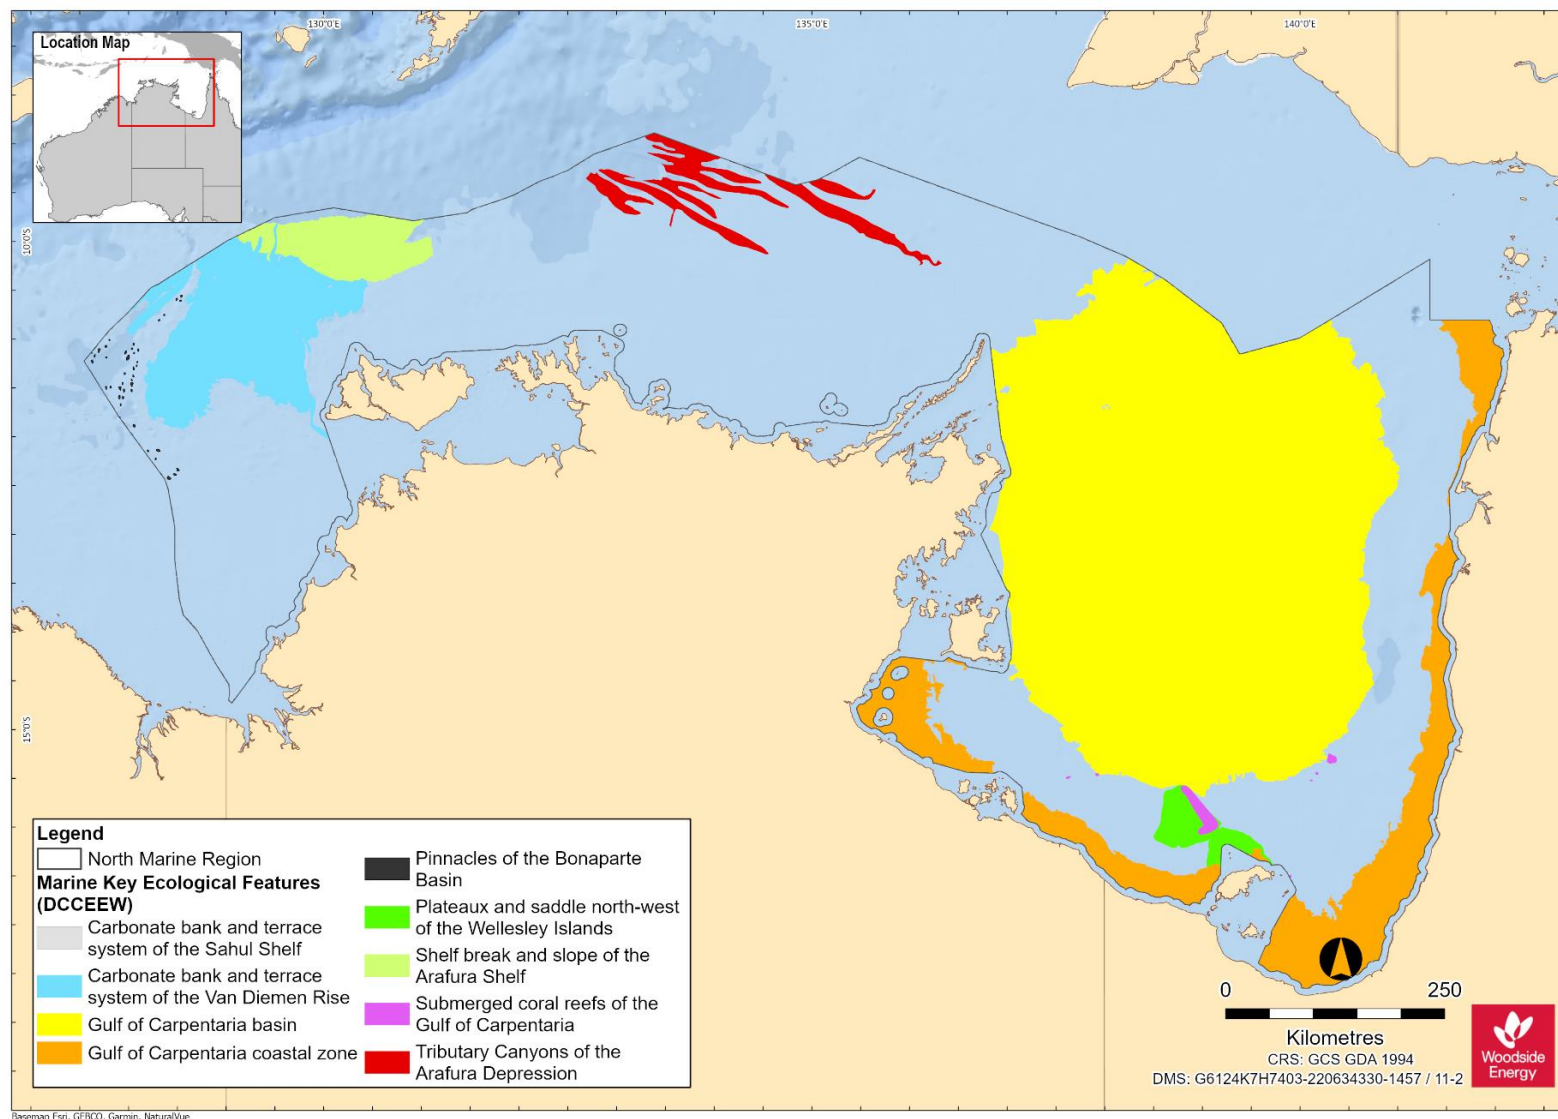 Location Map
130°0'E
135°0'E
140°0'E
10°0'S
15°0'S
Legend
North Marine Region
Marine Key Ecological Features
(DCCEEW)
Carbonate bank and terrace
system of the Sahul Shelf
Carbonate bank and terrace
system of the Van Diemen Rise
Gulf of Carpentaria basin
Gulf of Carpentaria coastal zone
Pinnacles of the Bonaparte
Basin
Plateaux and saddle north-west
of the Wellesley Islands
Shelf break and slope of the
Arafura Shelf
Submerged coral reefs of the
Gulf of Carpentaria
Tributary Canyons of the
Arafura Depression
0 250
Kilometres
CRS: GCS GDA 1994
DMS: G6124K7H7403-220634330-1457 / 11-2
Woodside
Energy
Baseman Esri, GEBCO, Garmin, NaturalVue